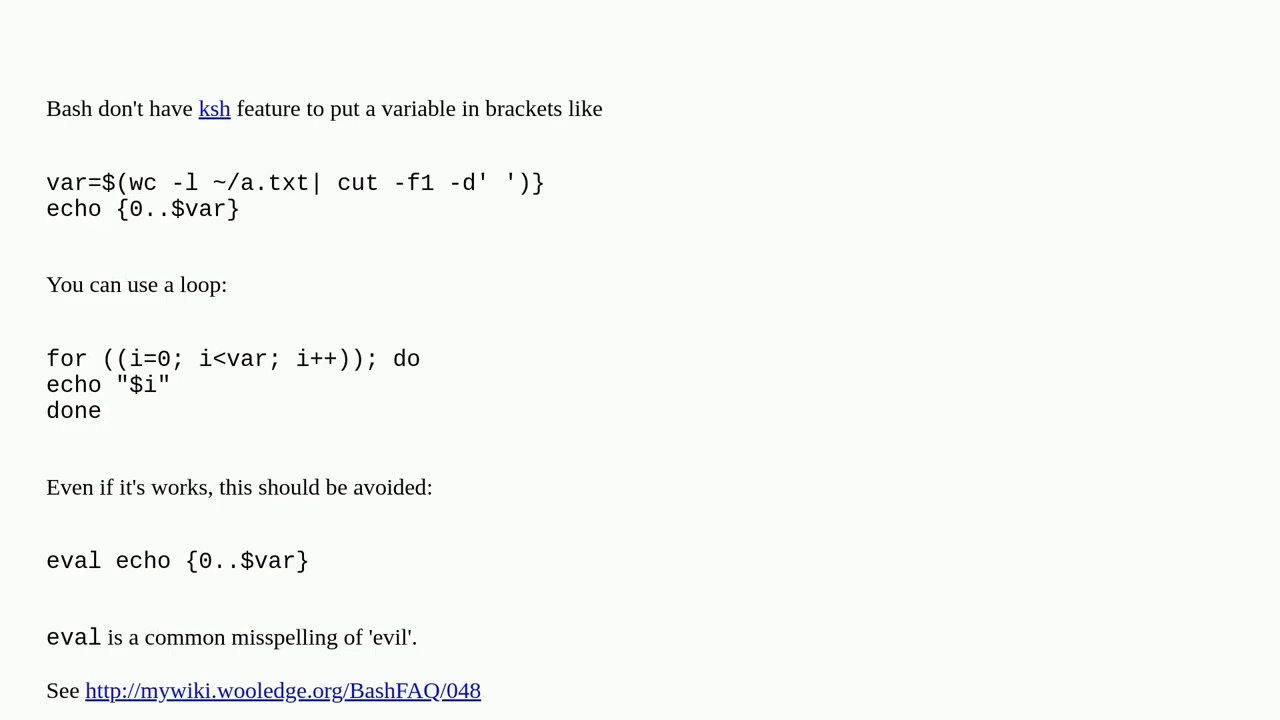 Bash don't have ksh feature to put a variable in brackets like
var=$(wc -l ~/a.txt| cut -f1 -d' ')}
echo {0..$var}
You can use a loop:
for ((i=0; i<var; i++)); do
echo "$i"
done
Even if it's works, this should be avoided:
eval echo {0..$var}
eval is a common misspelling of 'evil'.
See http://mywiki.wooledge.org/BashFAQ/048